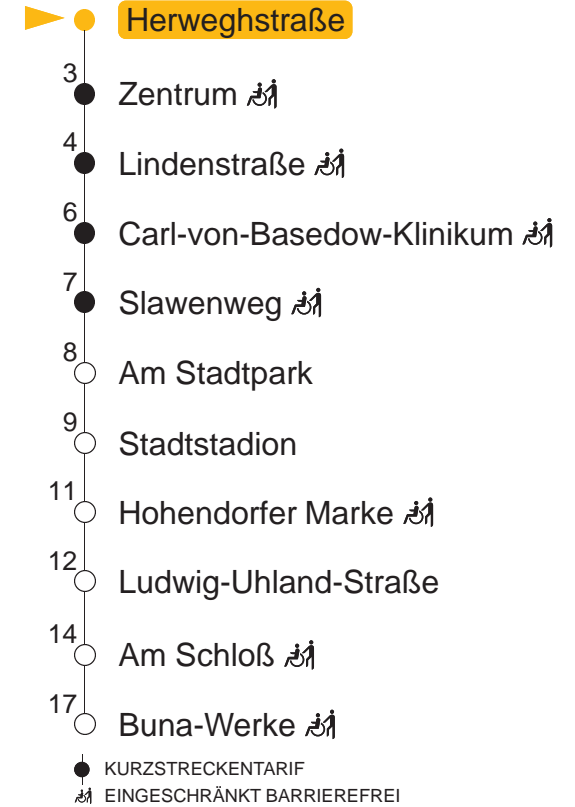 Herweghstraße
3 Zentrum
4 Lindenstraße
6 Carl-von-Basedow-Klinikum
7 Slawenweg
8 Am Stadtpark
9 Stadtstadion
11 Hohendorfer Marke
12 Ludwig-Uhland-Straße
14 Am Schloß
17 Buna-Werke
KURZSTRECKENTARIF
EINGESCHRÄNKT BARRIEREFREI